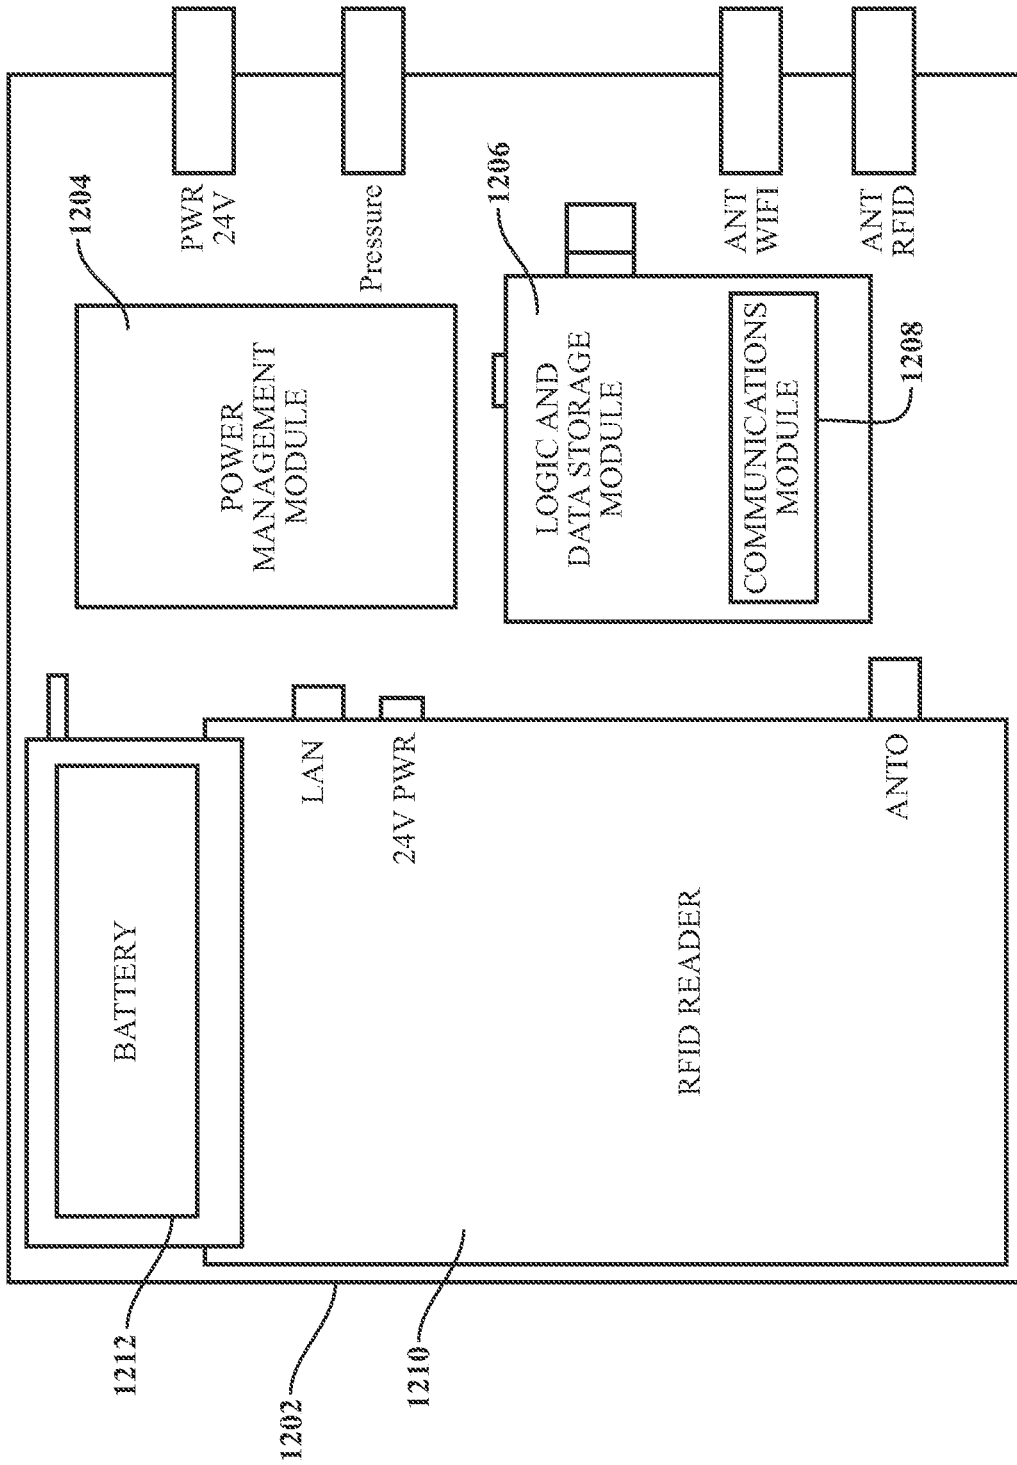 1212
1202
1210
BATTERY
RFID READER
LAN
24V PWR
ANTO
1204
POWER
MANAGEMENT
MODULE
1206
LOGIC AND
DATA STORAGE
MODULE
COMMUNICATIONS
MODULE
1208
PWR
24V
Pressure
ANT
WIFI
ANT
RFID